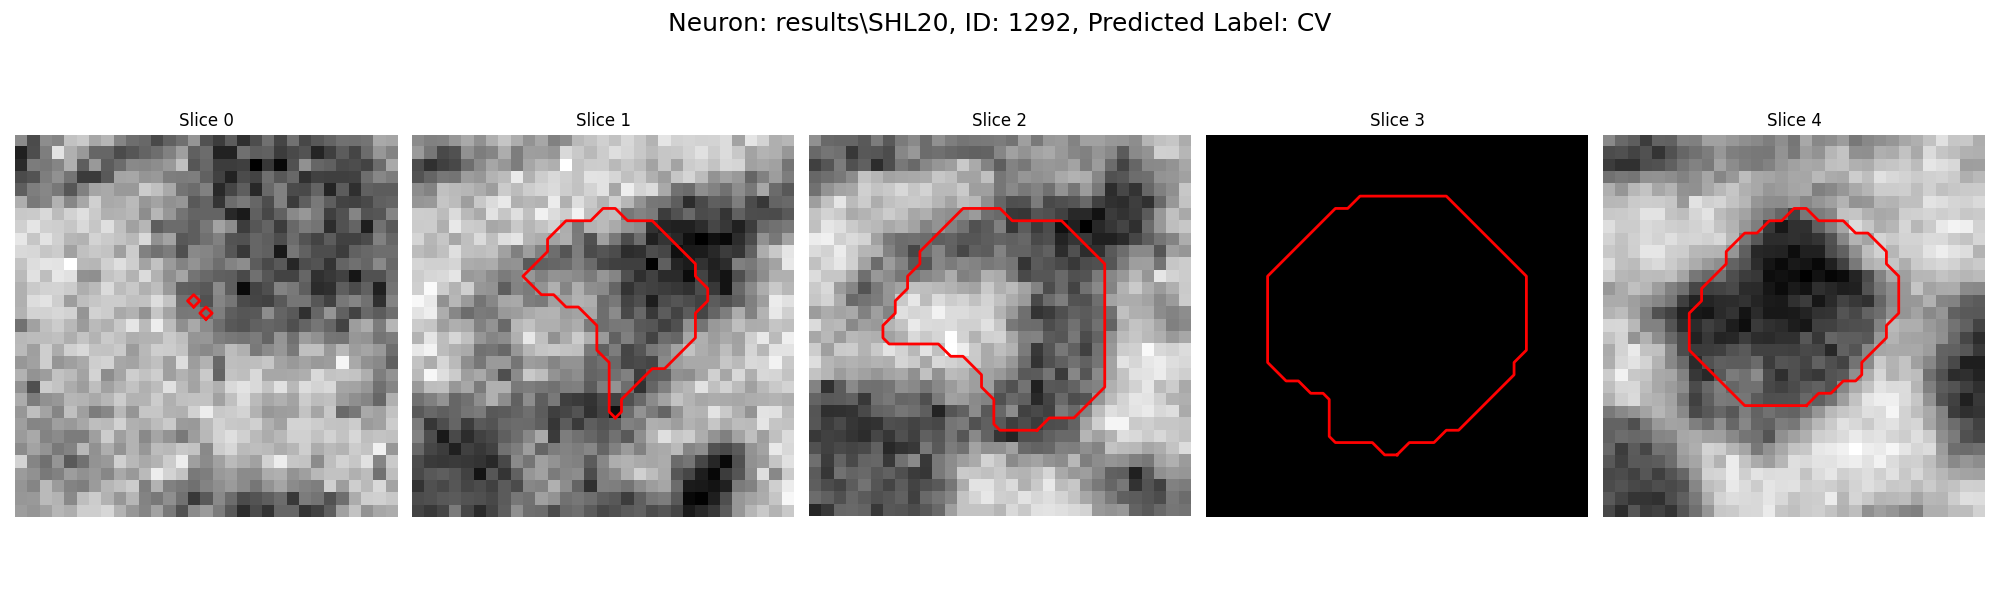 Neuron: results\SHL20, ID: 1292, Predicted Label: CV
Slice 0
Slice 1
Slice 2
Slice 3
Slice 4